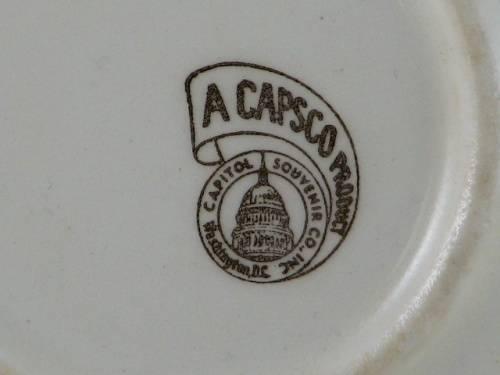 A CAPSCO PRODUCT
CAPITOL SOUVENIR CO., INC.
Washington, D.C.